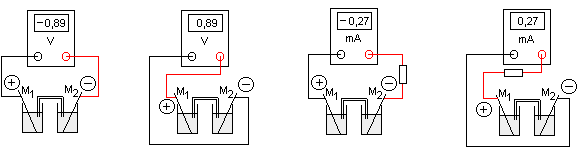 −0,89
V
+ −
M1 M2
0,89
V
+ −
M1 M2
−0,27
mA
+ −
M1 M2
0,27
mA
+ −
M1 M2